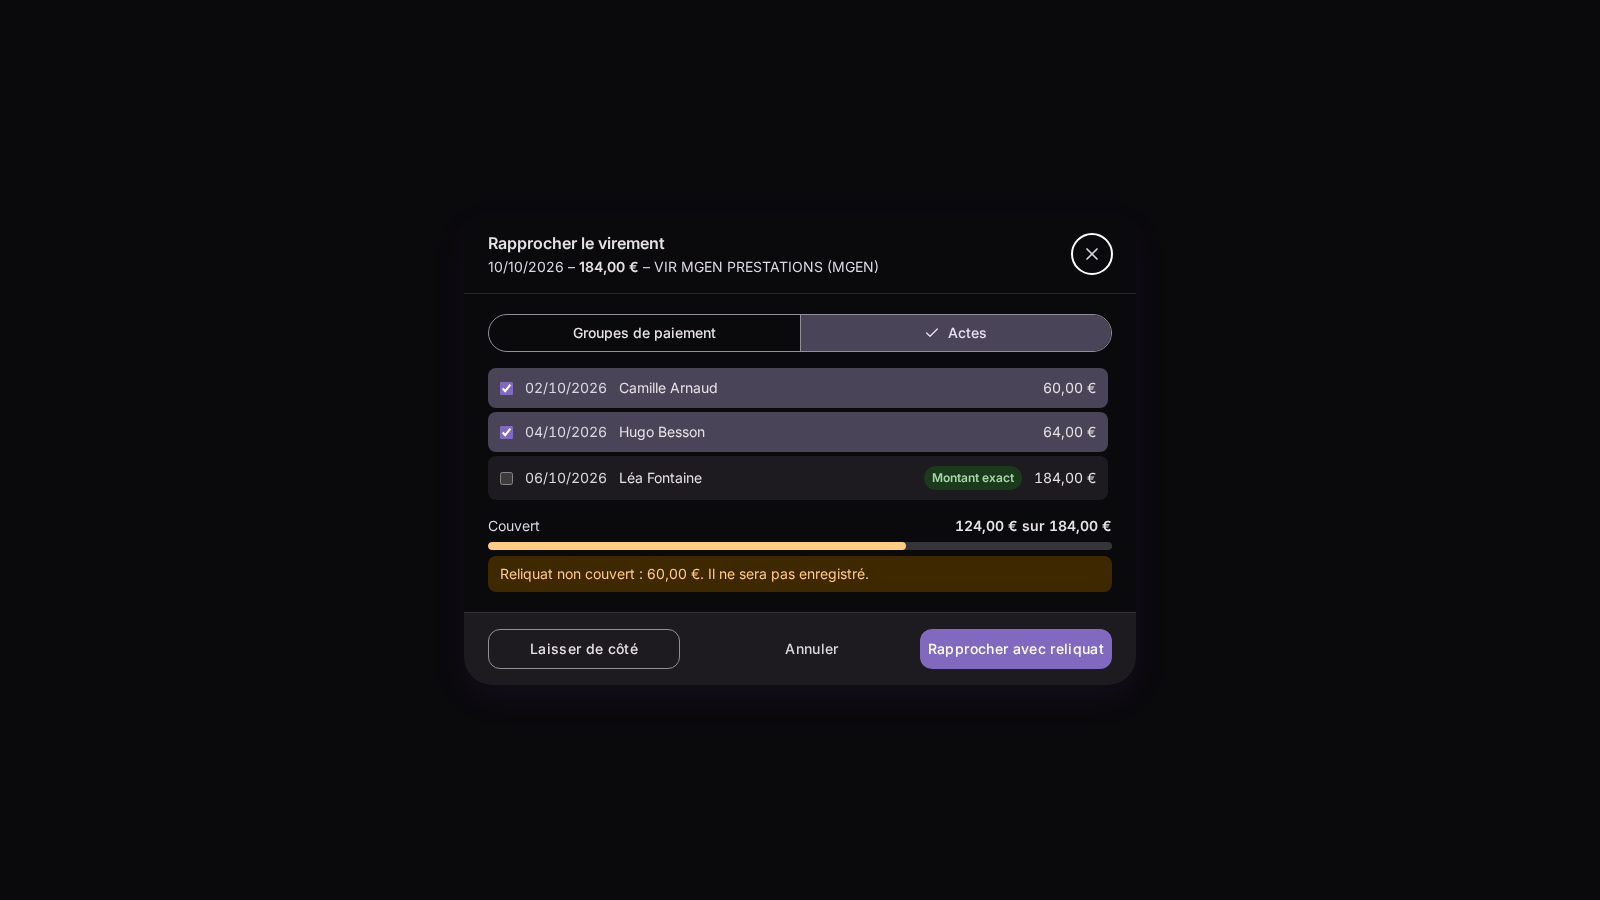 Rapprocher le virement
10/10/2026 – 184,00 € – VIR MGEN PRESTATIONS (MGEN)
Groupes de paiement
Actes
02/10/2026 Camille Arnaud 60,00 €
04/10/2026 Hugo Besson 64,00 €
06/10/2026 Léa Fontaine Montant exact 184,00 €
Couvert 124,00 € sur 184,00 €
Reliquat non couvert : 60,00 €. Il ne sera pas enregistré.
Laisser de côté
Annuler
Rapprocher avec reliquat